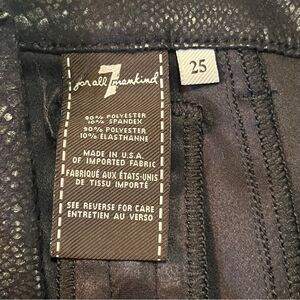 7
for all mankind
25
90% POLYESTER
10% SPANDEX
90% POLYESTER
10% ELASTHANNE
MADE IN U.S.A.
OF IMPORTED FABRIC
FABRIQUÉ AUX ÉTATS-UNIS
DE TISSU IMPORTÉ
SEE REVERSE FOR CARE
ENTRETIEN AU VERSO